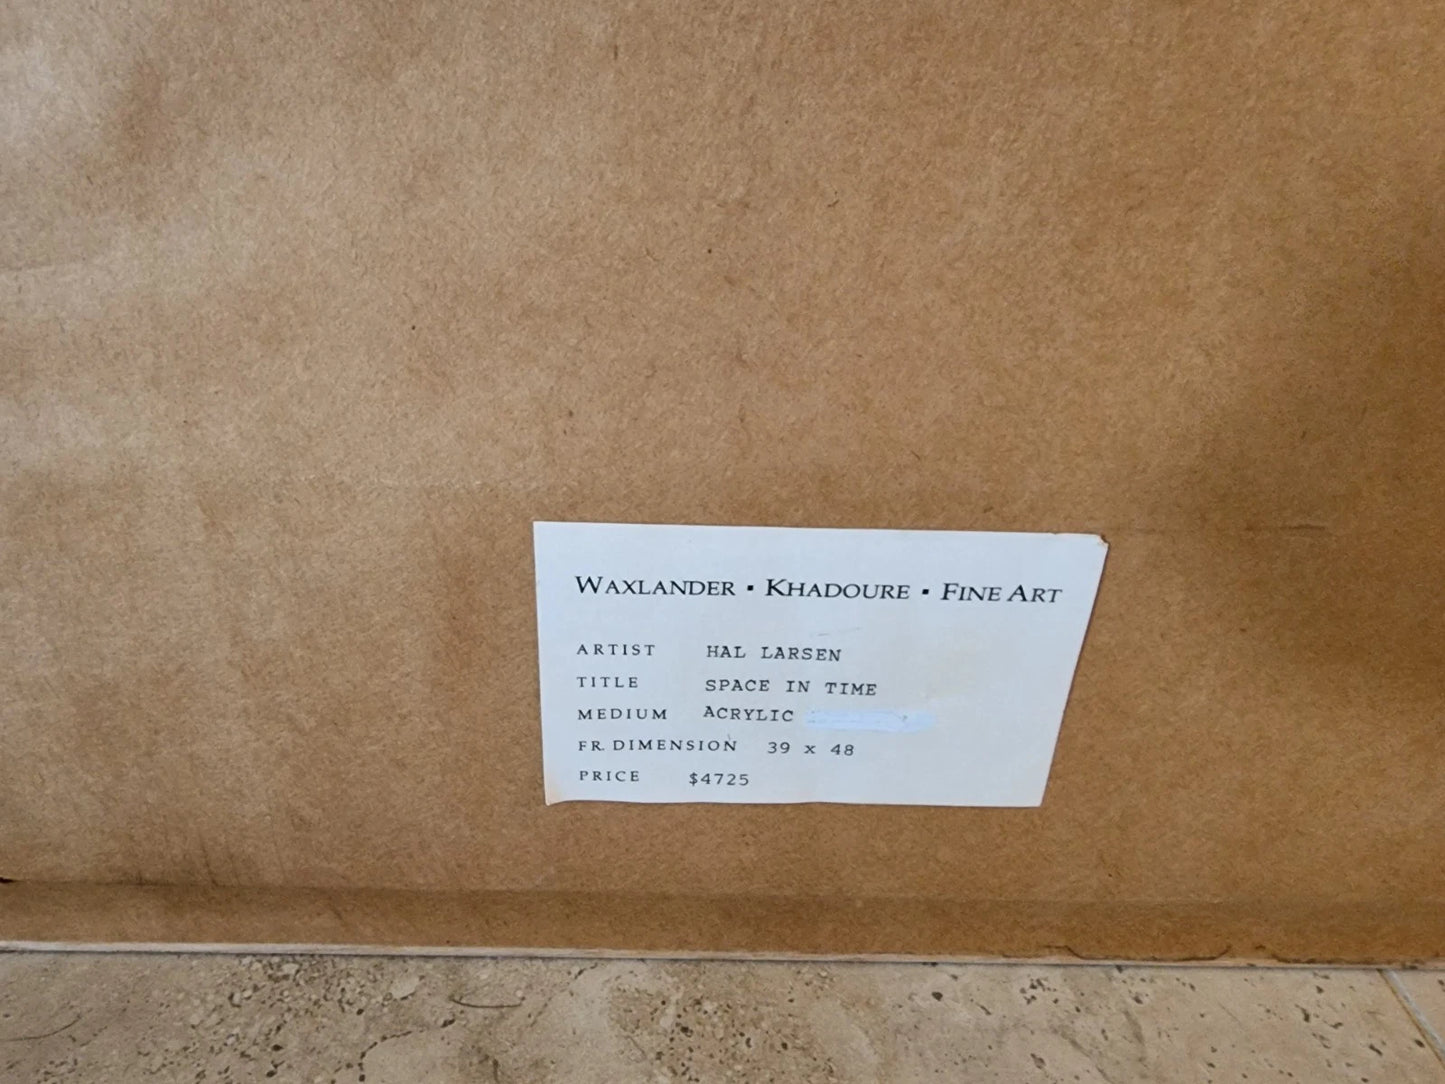 WAXLANDER ▪ KHADOURE ▪ FINE ART
ARTIST HAL LARSEN
TITLE SPACE IN TIME
MEDIUM ACRYLIC
FR. DIMENSION 39 x 48
PRICE $4725